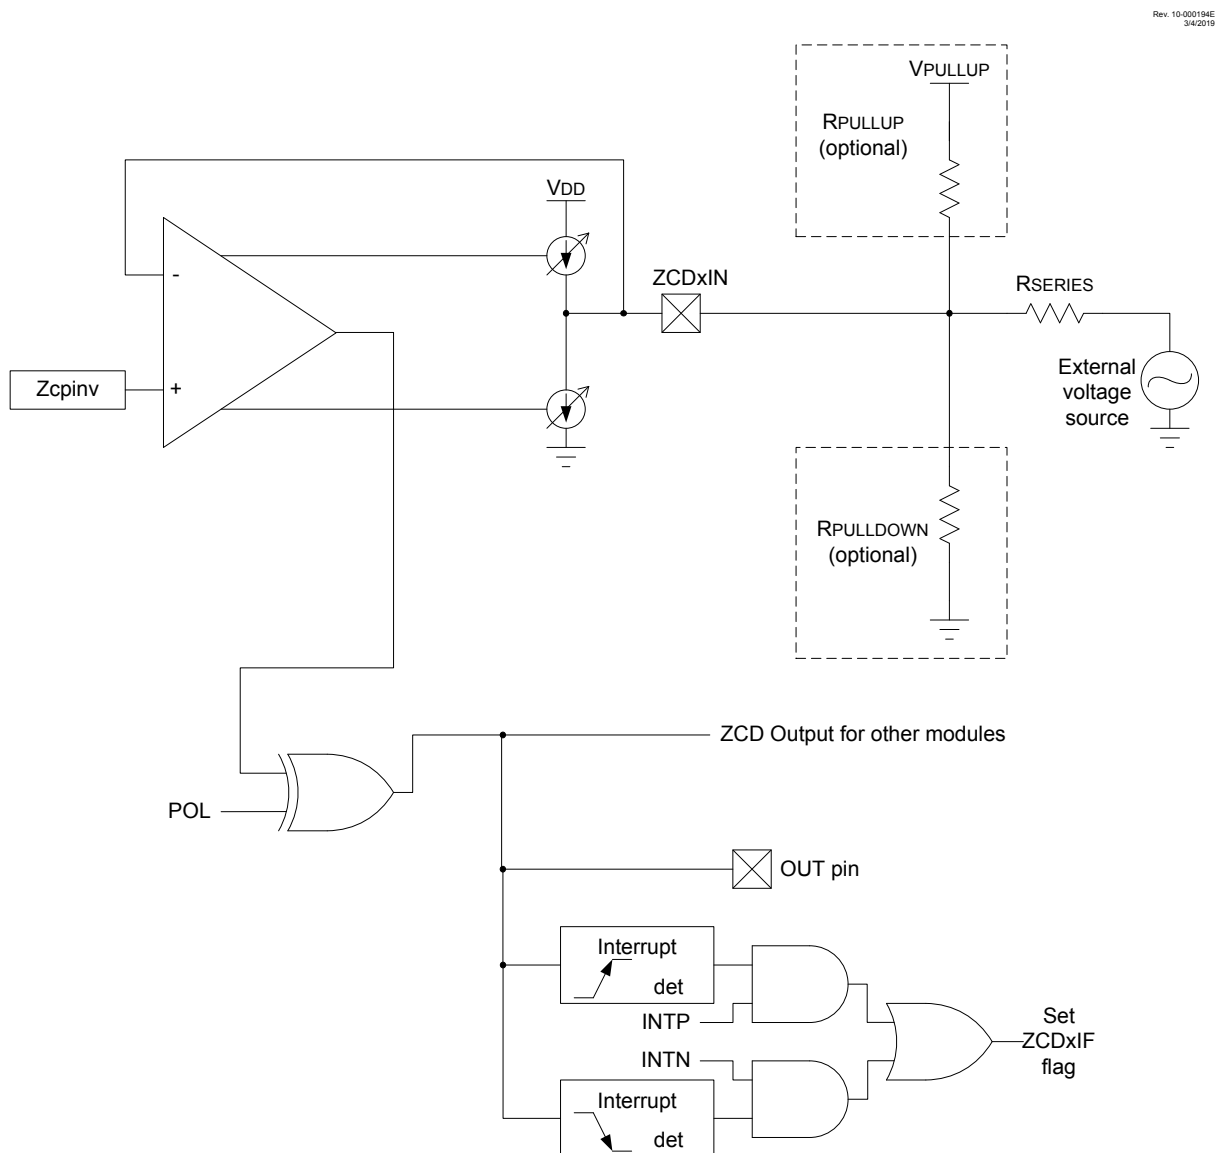 Rev. 10-000194E
3/4/2019
VPULLUP
RPULLUP
(optional)
VDD
-
ZCDxIN
RSERIES
External
voltage
source
Zcpinv
+
RPULLDOWN
(optional)
ZCD Output for other modules
POL
OUT pin
Interrupt
det
INTP
INTN
Set
ZCDxIF
flag
Interrupt
det